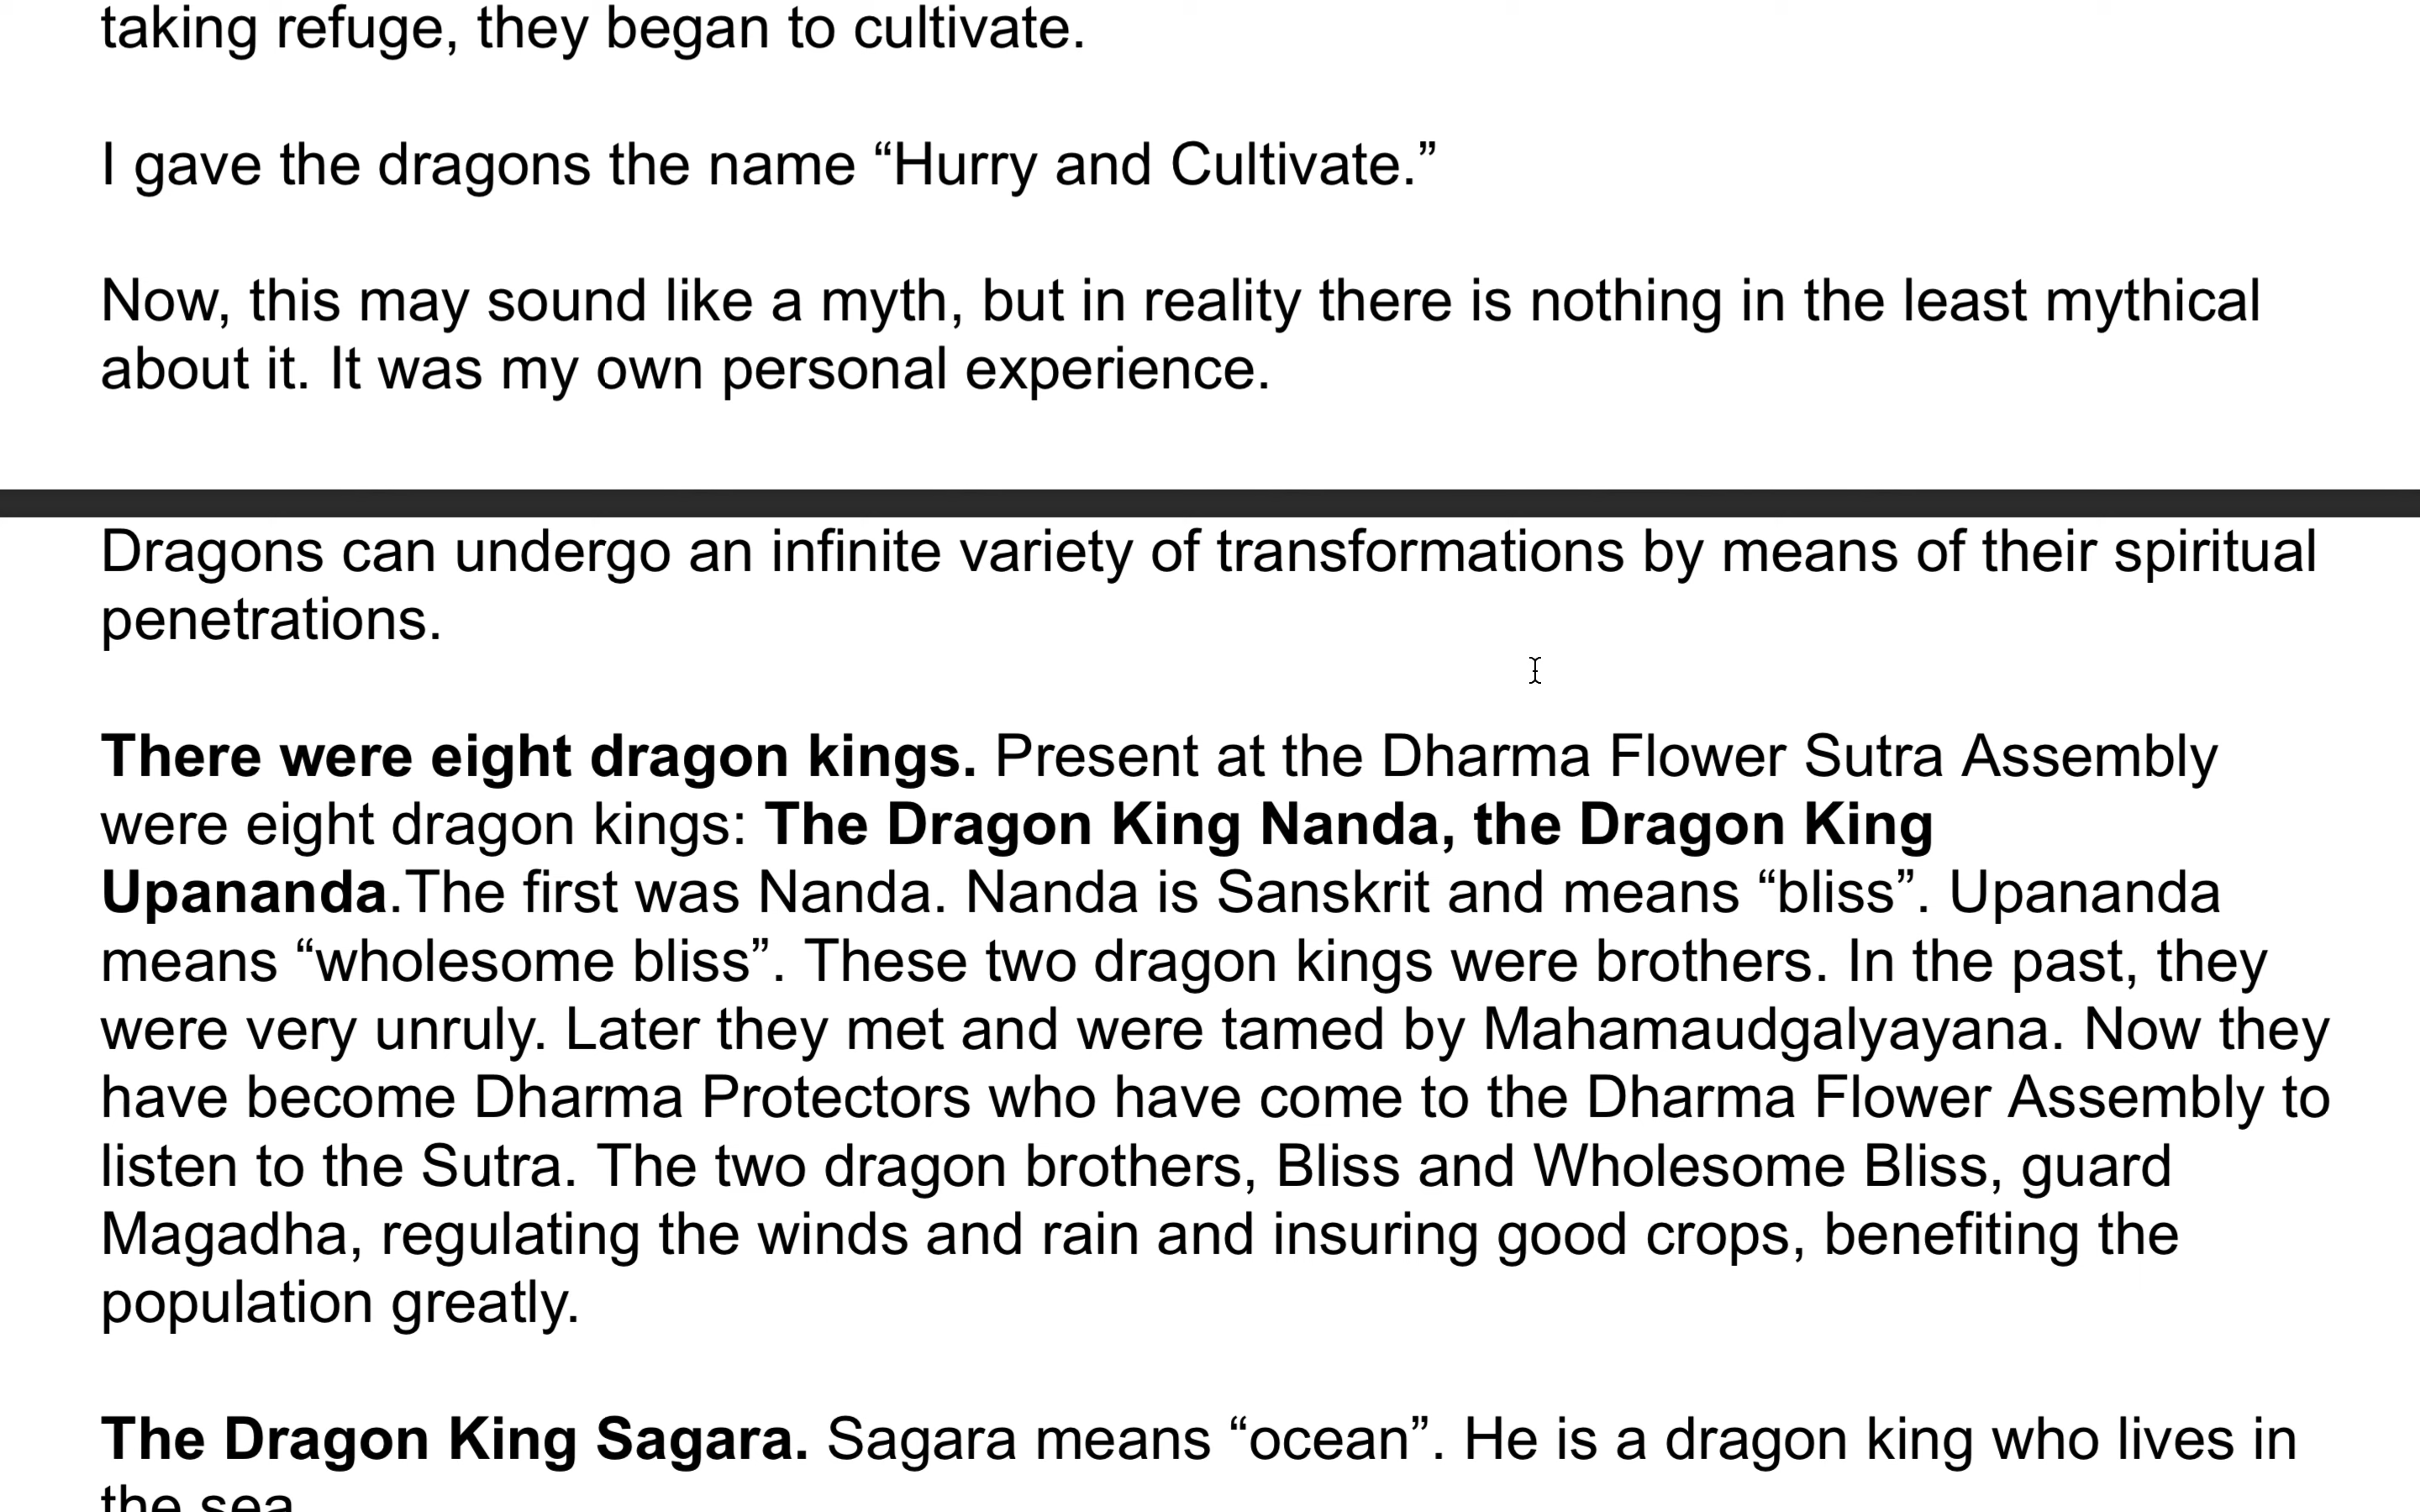 taking refuge, they began to cultivate.
I gave the dragons the name “Hurry and Cultivate.”
Now, this may sound like a myth, but in reality there is nothing in the least mythical
about it. It was my own personal experience.
Dragons can undergo an infinite variety of transformations by means of their spiritual
penetrations.
There were eight dragon kings. Present at the Dharma Flower Sutra Assembly
were eight dragon kings: The Dragon King Nanda, the Dragon King
Upananda.The first was Nanda. Nanda is Sanskrit and means “bliss”. Upananda
means “wholesome bliss”. These two dragon kings were brothers. In the past, they
were very unruly. Later they met and were tamed by Mahamaudgalyayana. Now they
have become Dharma Protectors who have come to the Dharma Flower Assembly to
listen to the Sutra. The two dragon brothers, Bliss and Wholesome Bliss, guard
Magadha, regulating the winds and rain and insuring good crops, benefiting the
population greatly.
The Dragon King Sagara. Sagara means “ocean”. He is a dragon king who lives in
the sea